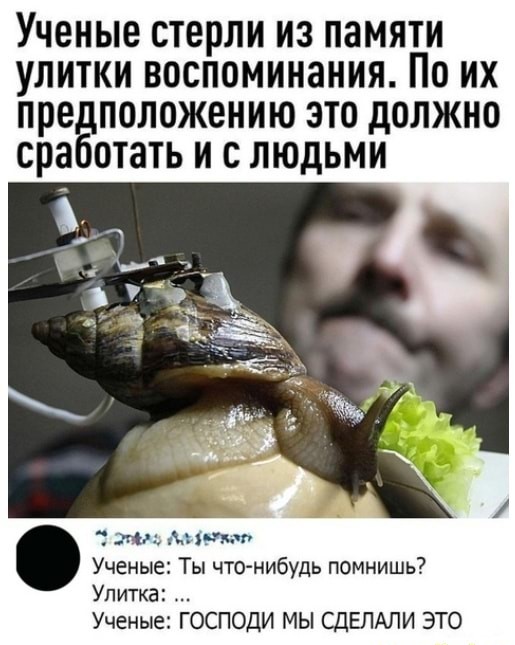 Ученые стерли из памяти
улитки воспоминания. По их
предположению это должно
сработать и с людьми
Ученые: Ты что-нибудь помнишь?
Улитка: ...
Ученые: ГОСПОДИ МЫ СДЕЛАЛИ ЭТО